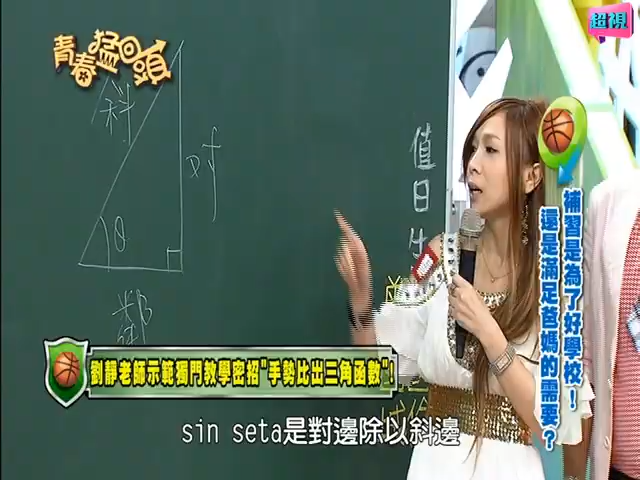 超視
青春猛回頭
斜
对
θ
鄰
值日生
補習是為了好學校！
還是滿足爸媽的需要？
劉靜老師示範獨門教學密招"手勢比出三角函數"！
sin seta是對邊除以斜邊